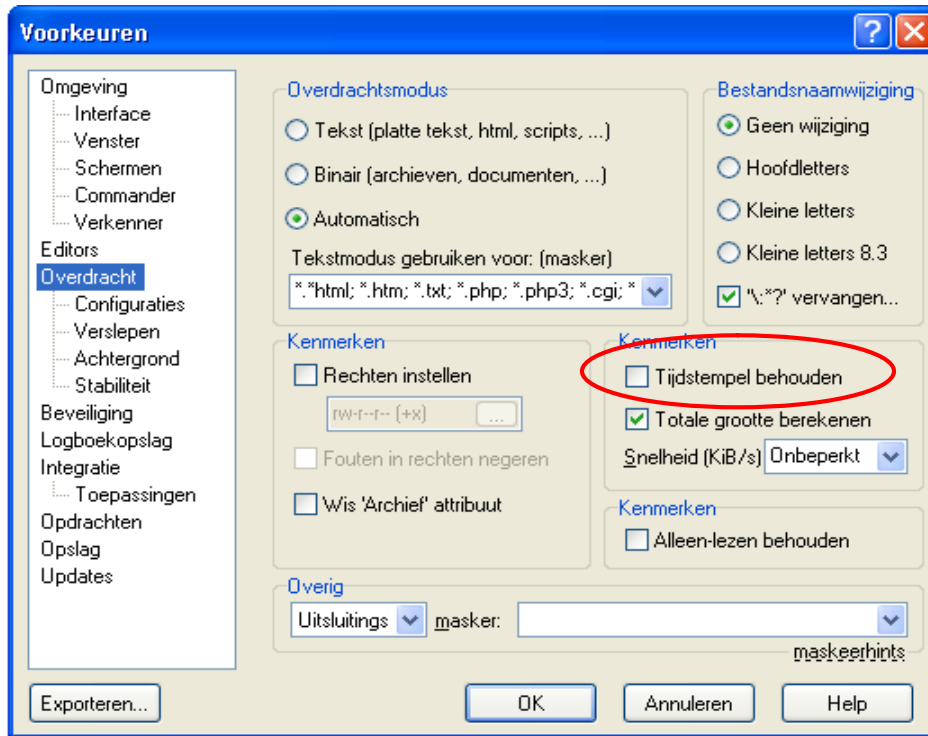 Voorkeuren
Omgeving
Interface
Venster
Schermen
Commander
Verkenner
Editors
Overdracht
Configuraties
Verslepen
Achtergrond
Stabiliteit
Beveiliging
Logboekopslag
Integratie
Toepassingen
Opdrachten
Opslag
Updates
Overdrachtsmodus
Tekst (platte tekst, html, scripts, ...)
Binair (archieven, documenten, ...)
Automatisch
Tekstmodus gebruiken voor: (masker)
*.*html; *.htm; *.txt; *.php; *.php3; *.cgi; *
Bestandsnaamwijziging
Geen wijziging
Hoofdletters
Kleine letters
Kleine letters 8.3
'\:*?' vervangen...
Kenmerken
Rechten instellen
rw-r--r-- (+x)
...
Fouten in rechten negeren
Wis 'Archief' attribuut
Kenmerken
Tijdstempel behouden
Totale grootte berekenen
Snelheid (KiB/s) Onbeperkt
Kenmerken
Alleen-lezen behouden
Overig
Uitsluitings masker:
maskeerhints
Exporteren... OK Annuleren Help